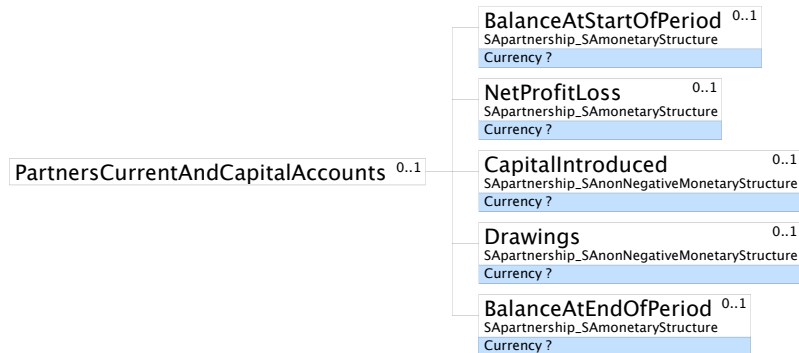 BalanceAtStartOfPeriod 0..1
SApartnership_SAmonetaryStructure
Currency ?
NetProfitLoss 0..1
SApartnership_SAmonetaryStructure
Currency ?
PartnersCurrentAndCapitalAccounts 0..1
CapitalIntroduced 0..1
SApartnership_SAnonNegativeMonetaryStructure
Currency ?
Drawings 0..1
SApartnership_SAnonNegativeMonetaryStructure
Currency ?
BalanceAtEndOfPeriod 0..1
SApartnership_SAmonetaryStructure
Currency ?